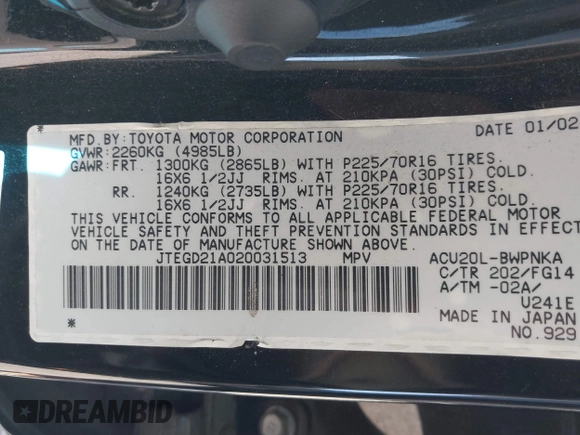 MFD.BY:TOYOTA MOTOR CORPORATION DATE 01/02
GVWR:2260KG (4985LB)
GAWR:FRT. 1300KG (2865LB) WITH P225/70R16 TIRES.
16X6 1/2JJ RIMS. AT 210KPA (30PSI) COLD.
RR. 1240KG (2735LB) WITH P225/70R16 TIRES.
16X6 1/2JJ RIMS. AT 210KPA (30PSI) COLD.
THIS VEHICLE CONFORMS TO ALL APPLICABLE FEDERAL MOTOR
VEHICLE SAFETY AND THEFT PREVENTION STANDARDS IN EFFECT
ON THE DATE OF MANUFACTURE SHOWN ABOVE.
* JTEGD21A020031513 MPV ACU20L-BWPNKA
C/TR 202/FG14
A/TM -02A/
U241E
* MADE IN JAPAN
NO.929
DREAMBID